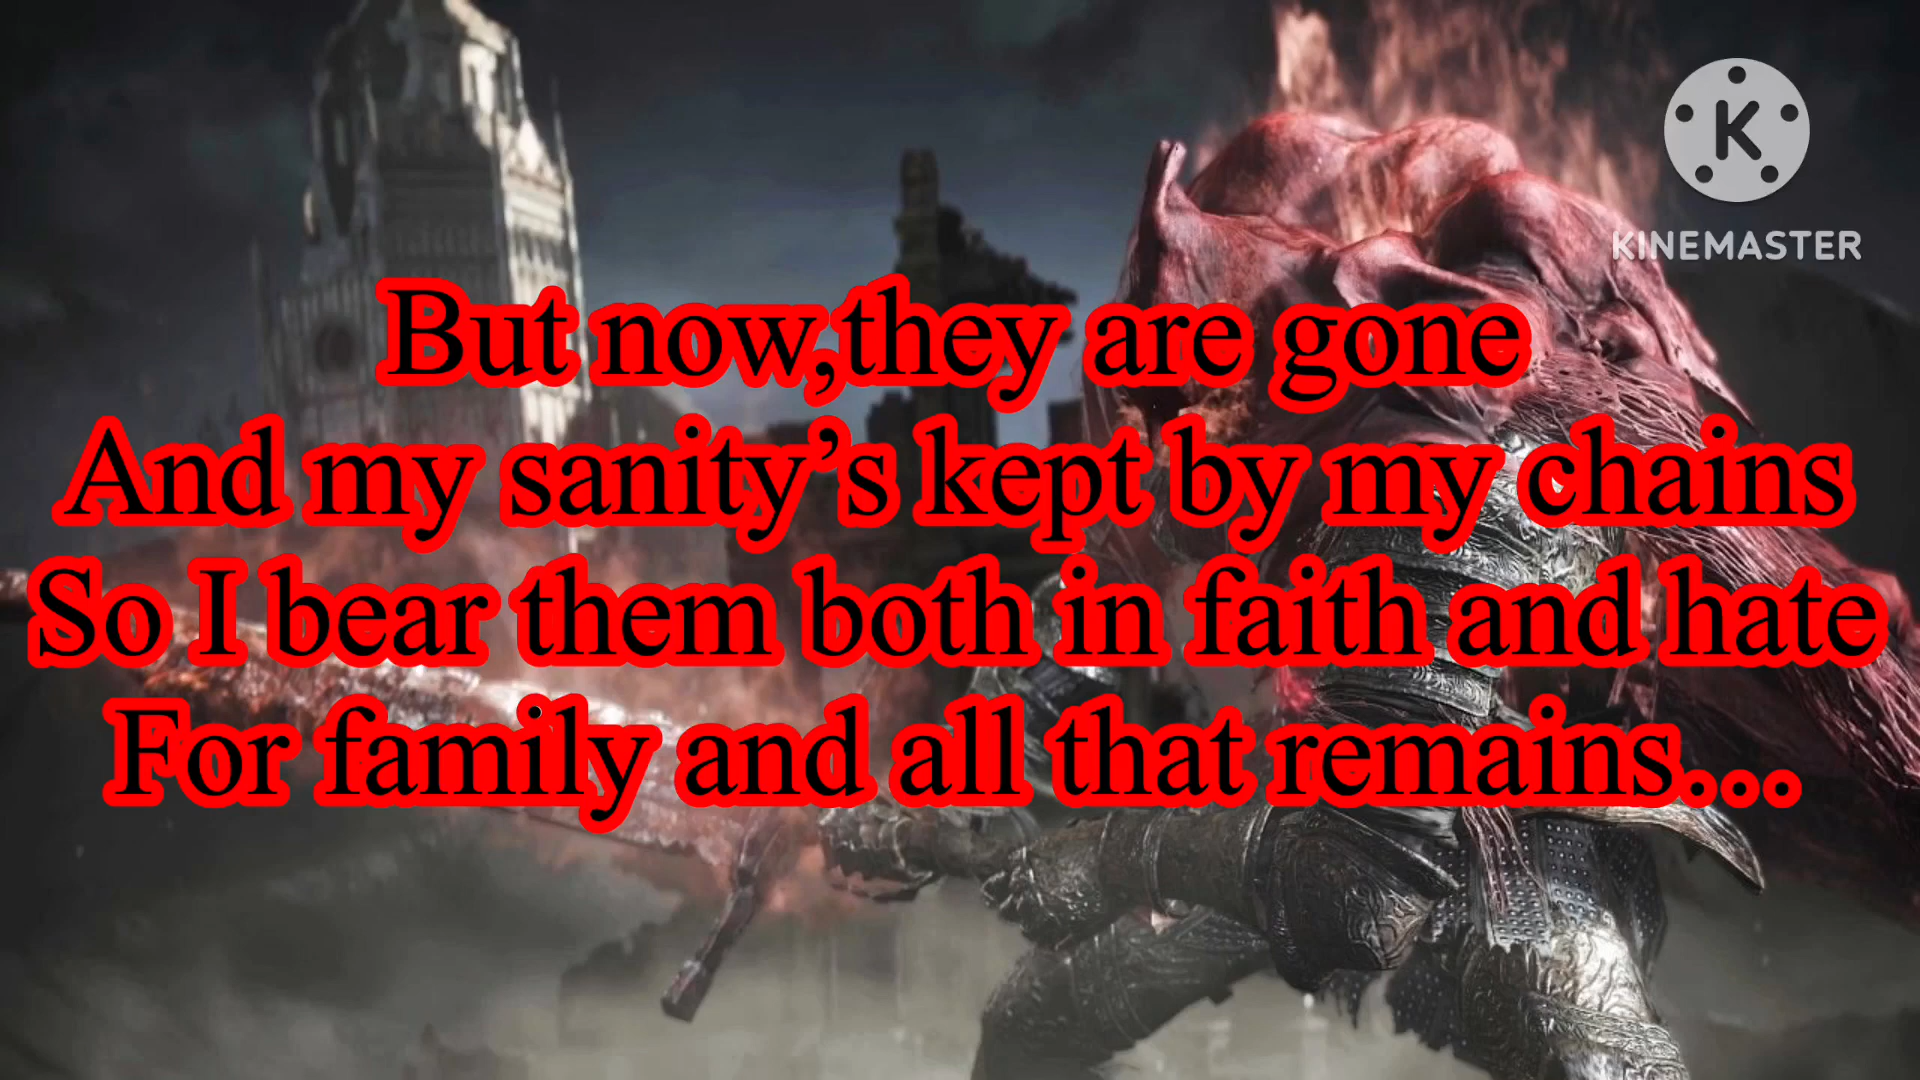 K
KINEMASTER
But now,they are gone
And my sanity’s kept by my chains
So I bear them both in faith and hate
For family and all that remains...